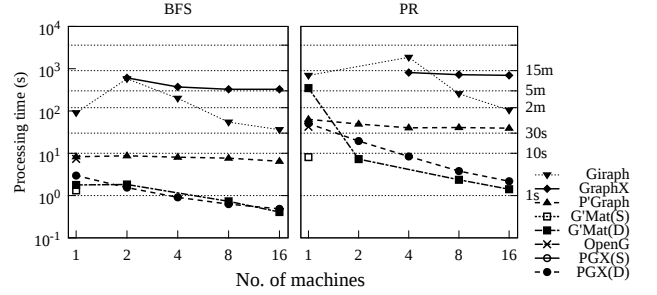 BFS
PR
10^4
10^3
10^2
10^1
10^0
10^-1
Processing time (s)
15m
5m
2m
30s
10s
1s
1 2 4 8 16
1 2 4 8 16
No. of machines
Giraph
GraphX
P'Graph
G'Mat(S)
G'Mat(D)
OpenG
PGX(S)
PGX(D)